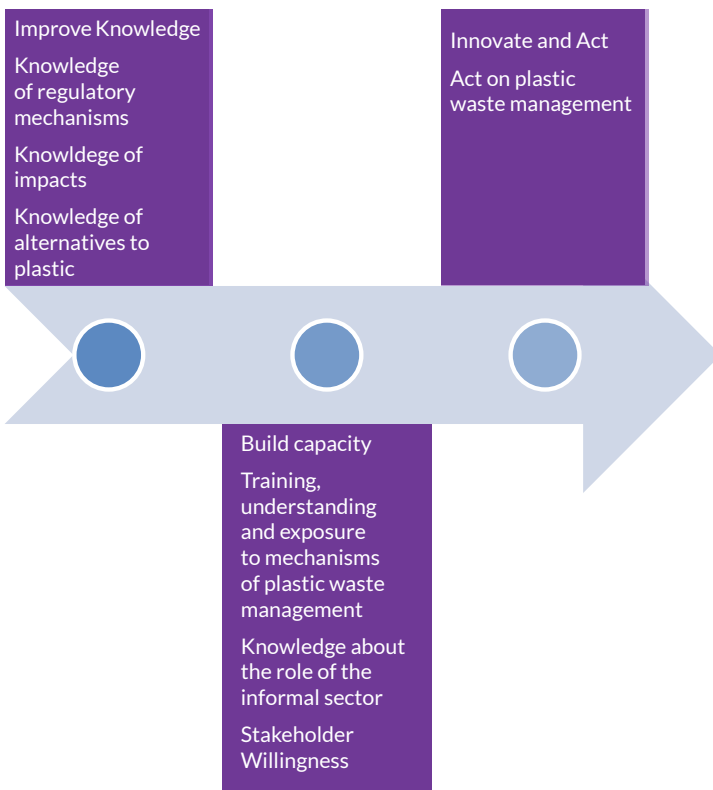 Improve Knowledge
Knowledge
of regulatory
mechanisms
Knowldege of
impacts
Knowledge of
alternatives to
plastic
Build capacity
Training,
understanding
and exposure
to mechanisms
of plastic waste
management
Knowledge about
the role of the
informal sector
Stakeholder
Willingness
Innovate and Act
Act on plastic
waste management